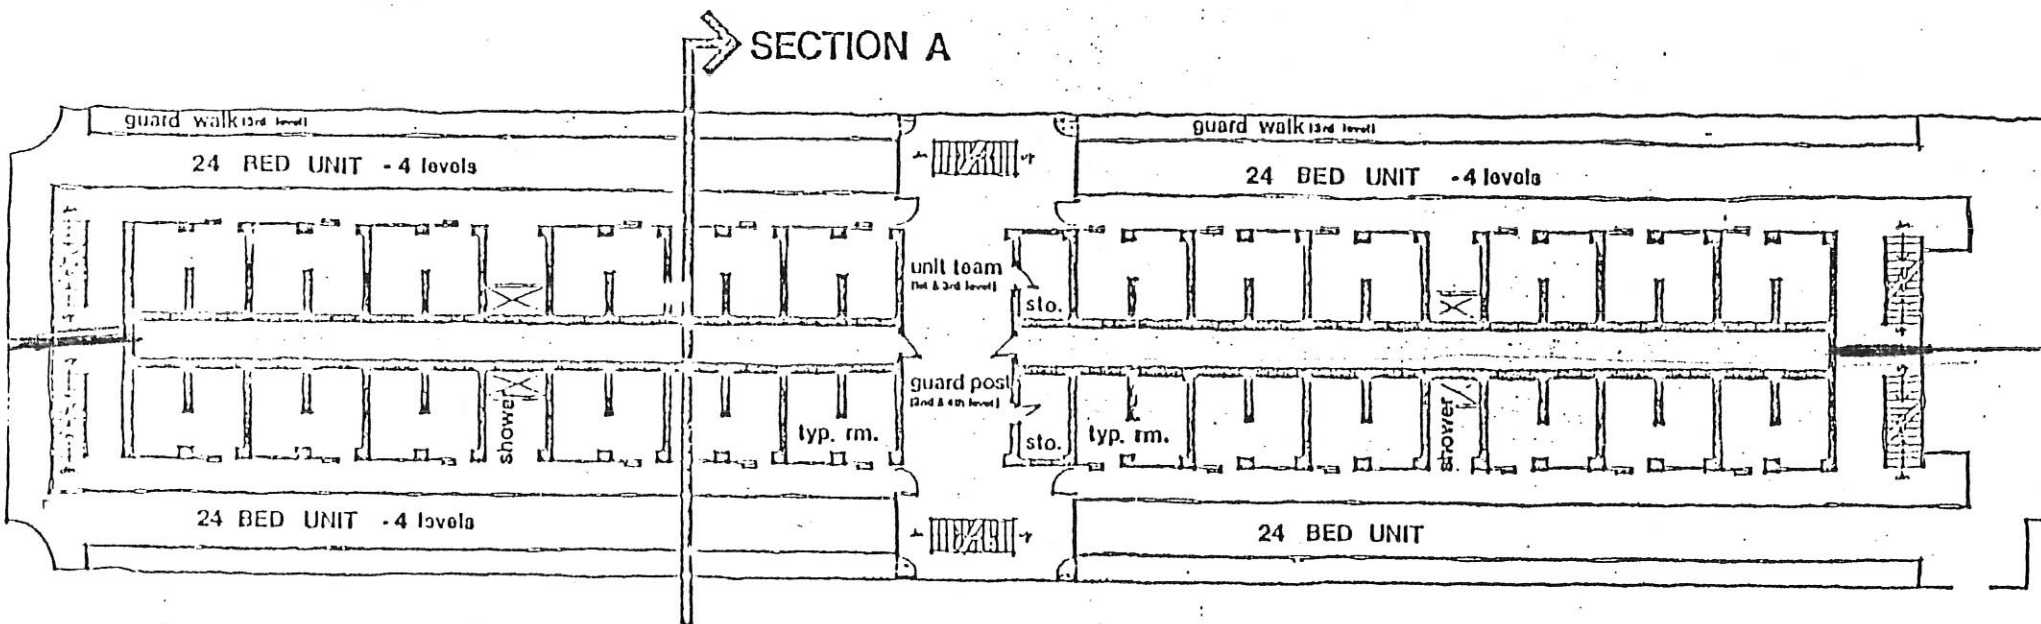 SECTION A
guard walk (3rd level)
guard walk (3rd level)
24 BED UNIT - 4 levels
24 BED UNIT - 4 levels
unit team
(1st & 3rd level)
sto.
guard post
(2nd & 4th level)
shower
typ. rm.
sto.
typ. rm.
shower
24 BED UNIT - 4 levels
24 BED UNIT